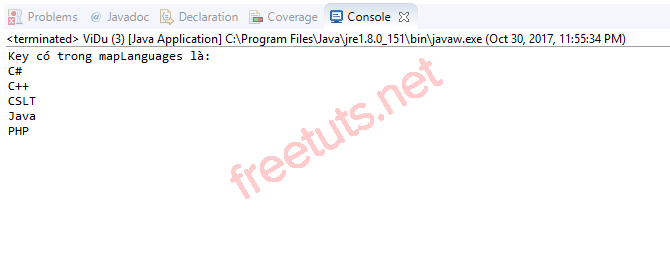 Problems @ Javadoc Declaration Coverage Console
<terminated> ViDu (3) [Java Application] C:\Program Files\Java\jre1.8.0_151\bin\javaw.exe (Oct 30, 2017, 11:55:34 PM)
Key có trong mapLanguages là:
C#
C++
CSLT
Java
PHP
freetuts.net